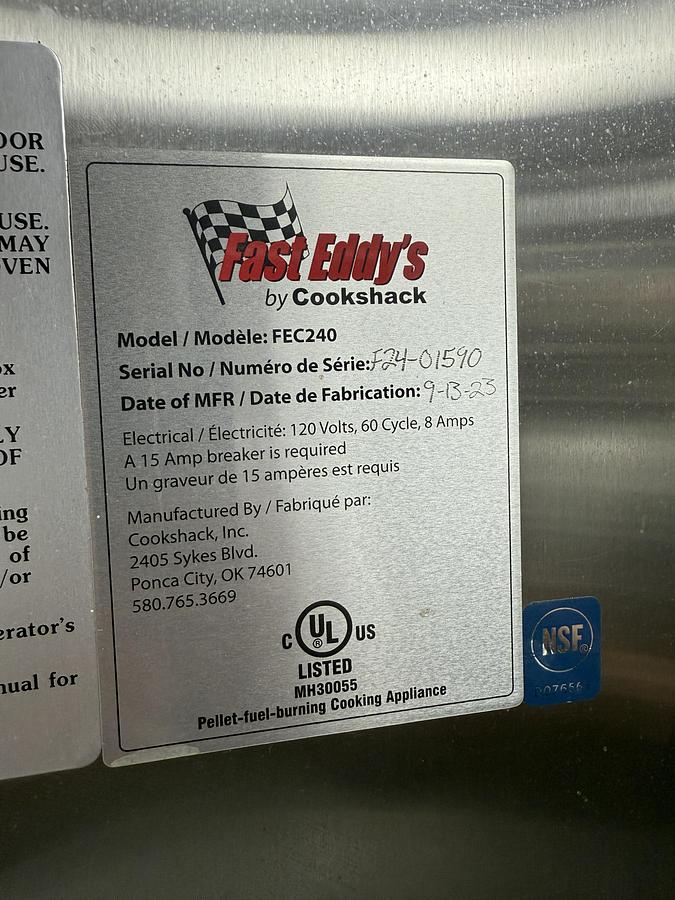 OOR
USE.
USE.
MAY
OVEN
ox
er
LY
OF
ing
be
of
/or
erator's
nual for
Fast Eddy's
by Cookshack
Model / Modèle: FEC240
Serial No / Numéro de Série: F24-01590
Date of MFR / Date de Fabrication: 9-13-23
Electrical / Électricité: 120 Volts, 60 Cycle, 8 Amps
A 15 Amp breaker is required
Un graveur de 15 ampères est requis
Manufactured By / Fabriqué par:
Cookshack, Inc.
2405 Sykes Blvd.
Ponca City, OK 74601
580.765.3669
C UL® US
LISTED
MH30055
Pellet-fuel-burning Cooking Appliance
NSF®